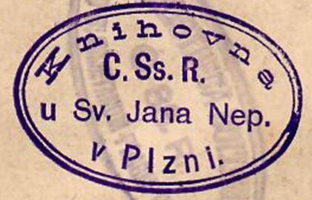 Knihovna
C. Ss. R.
u Sv. Jana Nep.
v Plzni.